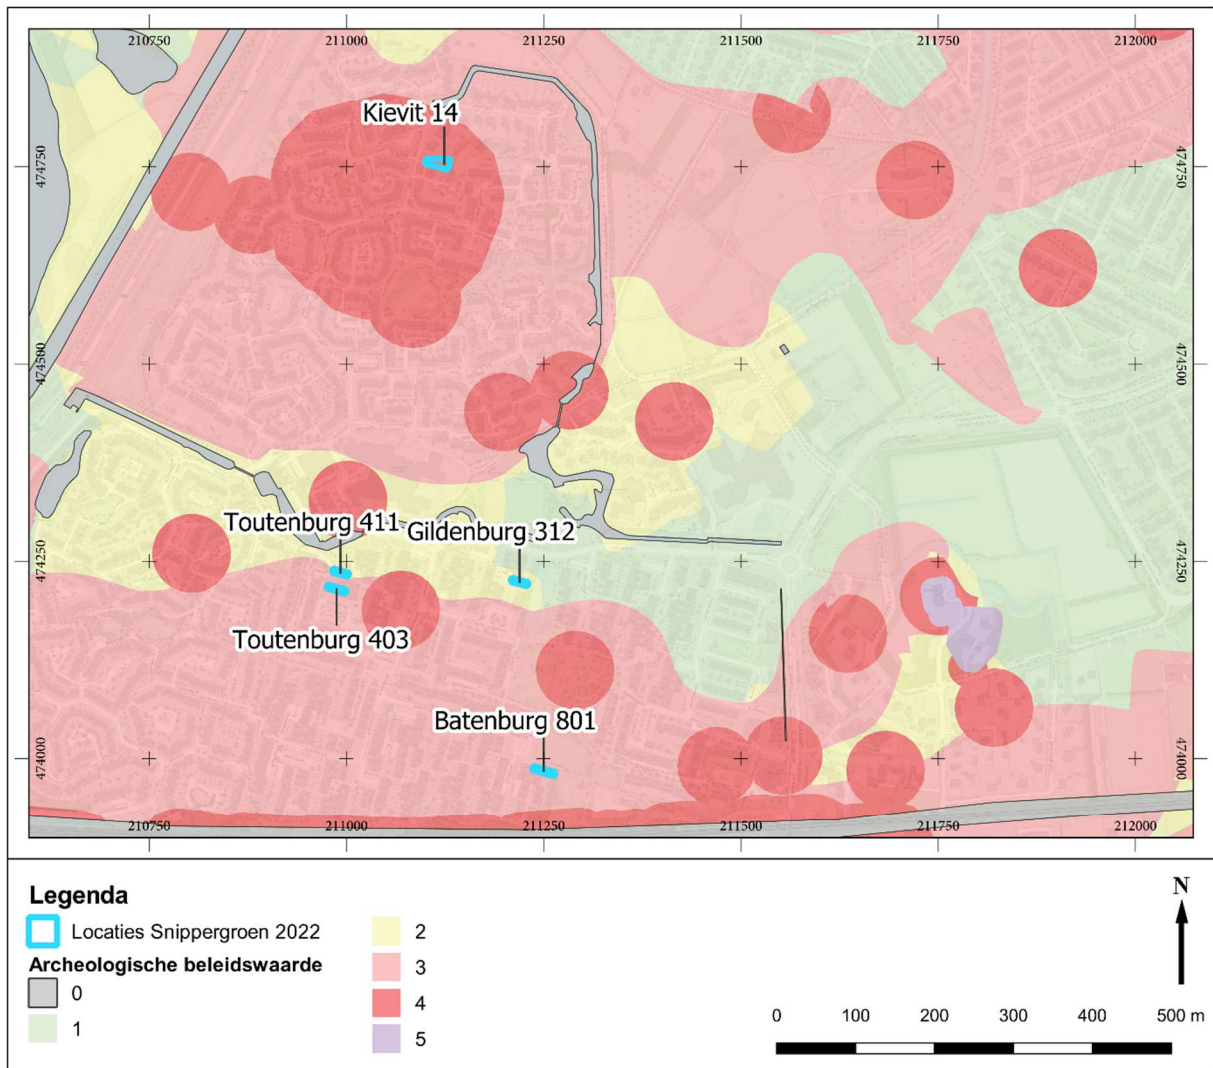 210750 211000 211250 211500 211750 212000
Kievit 14
474750 474750
474500 474500
Toutenburg 411
Gildenburg 312
474250 474250
Toutenburg 403
Batenburg 801
474000 474000
210750 211000 211250 211500 211750 212000
Legenda
Locaties Snippergroen 2022
Archeologische beleidswaarde
0
1
2
3
4
5
N
0 100 200 300 400 500 m